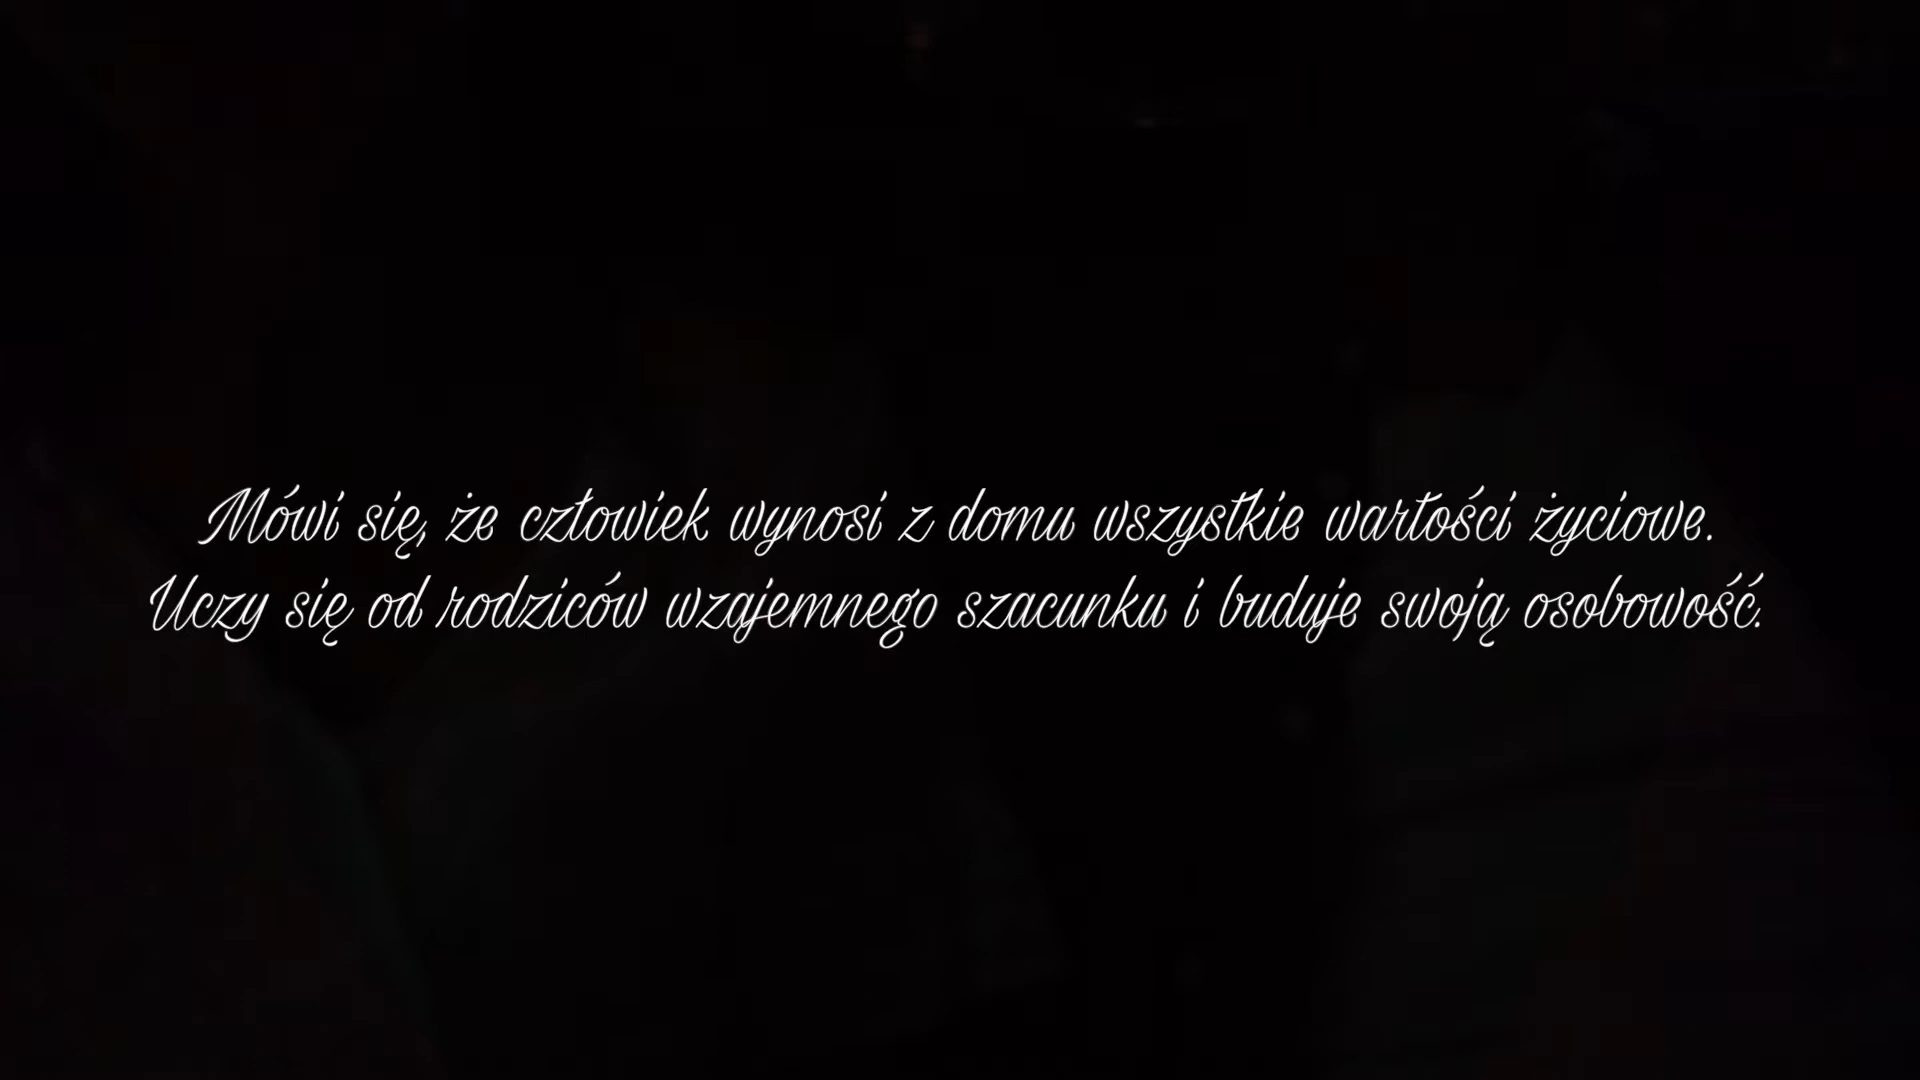 Mówi się, że człowiek wynosi z domu wszystkie wartości życiowe.
Uczy się od rodziców wzajemnego szacunku i buduje swoją osobowość.